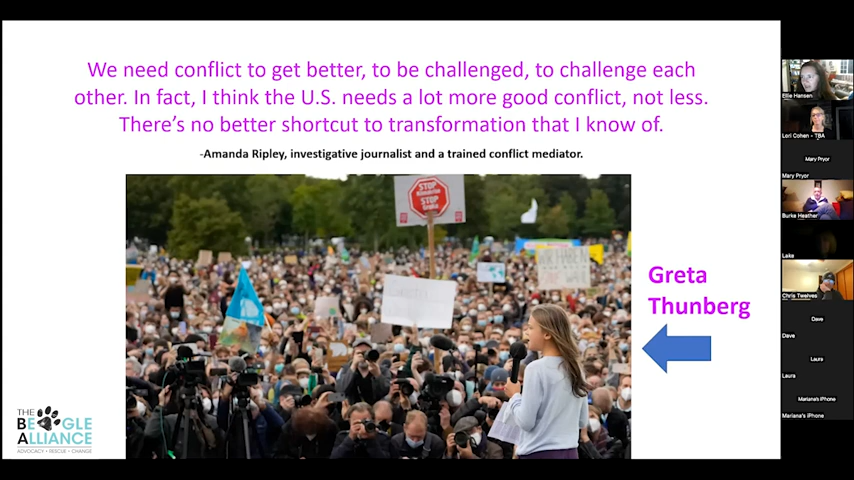 We need conflict to get better, to be challenged, to challenge each
other. In fact, I think the U.S. needs a lot more good conflict, not less.
There's no better shortcut to transformation that I know of.
-Amanda Ripley, investigative journalist and a trained conflict mediator.
STOP
STOP
Greta
Thunberg
THE
BEAGLE
ALLIANCE
ADVOCACY • RESCUE • CHANGE
Ellie Hansen
Lori Cohen - TBA
Mary Pryor
Mary Pryor
Burke Heather
Lake
Chris Twelves
Dave
Dave
Laura
Laura
Mariana's iPhone
Mariana's iPhone